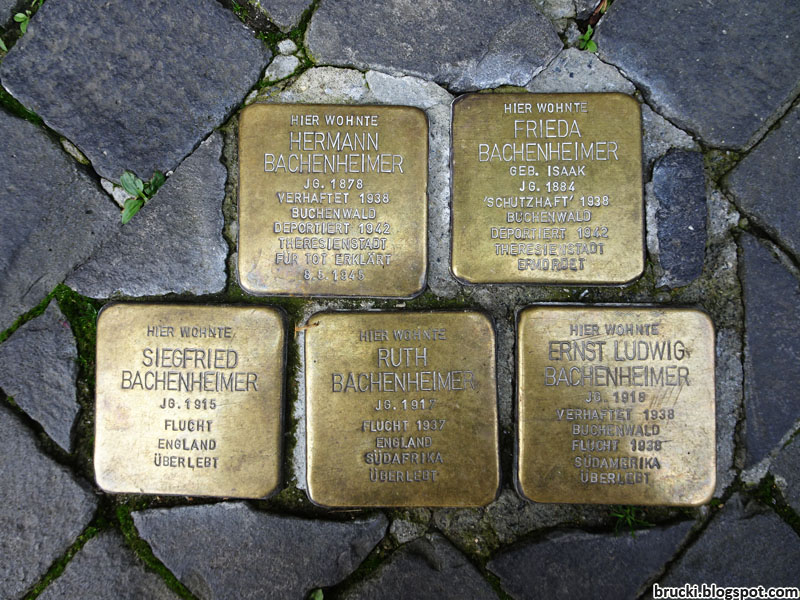 HIER WOHNTE
HERMANN
BACHENHEIMER
JG. 1878
VERHAFTET 1938
BUCHENWALD
DEPORTIERT 1942
THERESIENSTADT
FÜR TOT ERKLÄRT
8.5.1945
HIER WOHNTE
FRIEDA
BACHENHEIMER
GEB. ISAAK
JG. 1884
'SCHUTZHAFT' 1938
BUCHENWALD
DEPORTIERT 1942
THERESIENSTADT
ERMORDET
HIER WOHNTE
SIEGFRIED
BACHENHEIMER
JG. 1915
FLUCHT
ENGLAND
ÜBERLEBT
HIER WOHNTE
RUTH
BACHENHEIMER
JG. 1917
FLUCHT 1937
ENGLAND
SÜDAFRIKA
ÜBERLEBT
HIER WOHNTE
ERNST LUDWIG
BACHENHEIMER
JG. 1918
VERHAFTET 1938
BUCHENWALD
FLUCHT 1938
SÜDAMERIKA
ÜBERLEBT
brucki.blogspot.com